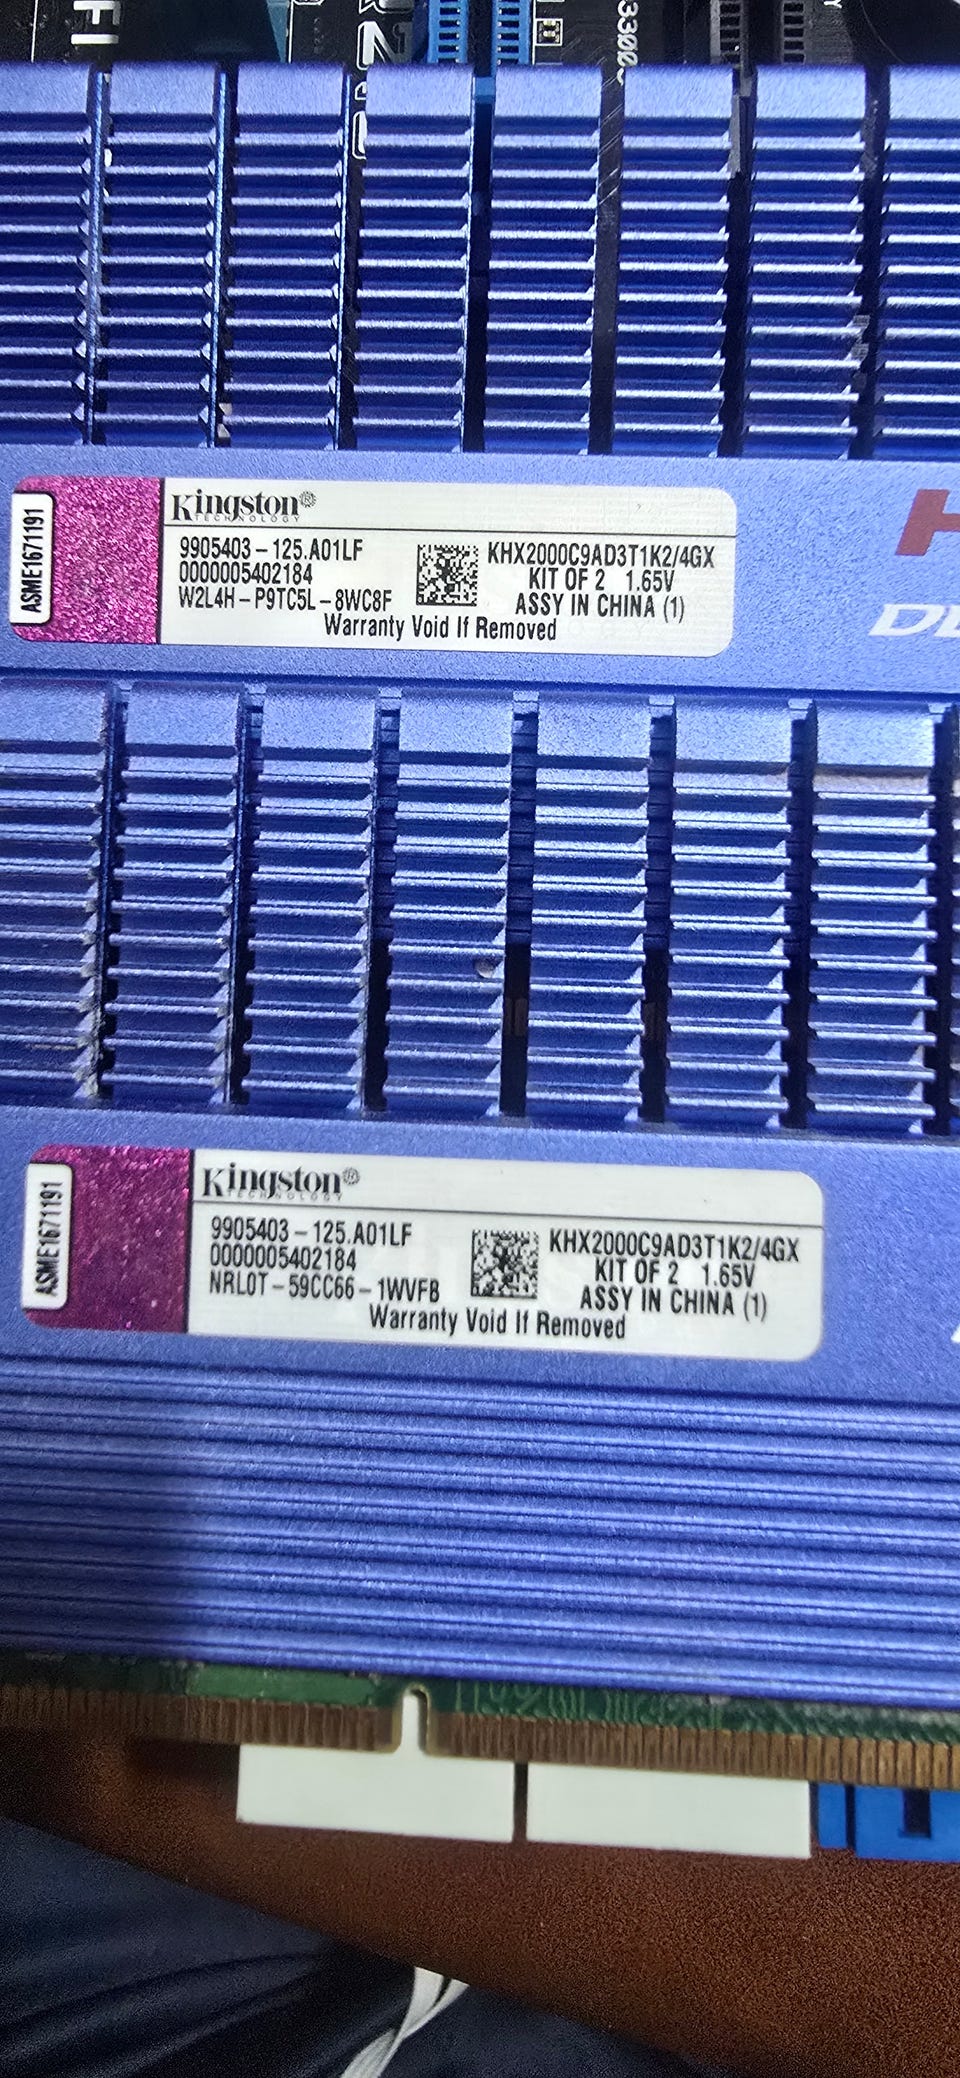 3300
ASME1671191
Kingston®
TECHNOLOGY
9905403-125.A01LF
0000005402184
W2L4H-P9TC5L-8WC8F
KHX2000C9AD3T1K2/4GX
KIT OF 2 1.65V
ASSY IN CHINA (1)
Warranty Void If Removed
H
ASME1671191
Kingston®
TECHNOLOGY
9905403-125.A01LF
0000005402184
NRL0T-59CC66-1WVFB
KHX2000C9AD3T1K2/4GX
KIT OF 2 1.65V
ASSY IN CHINA (1)
Warranty Void If Removed